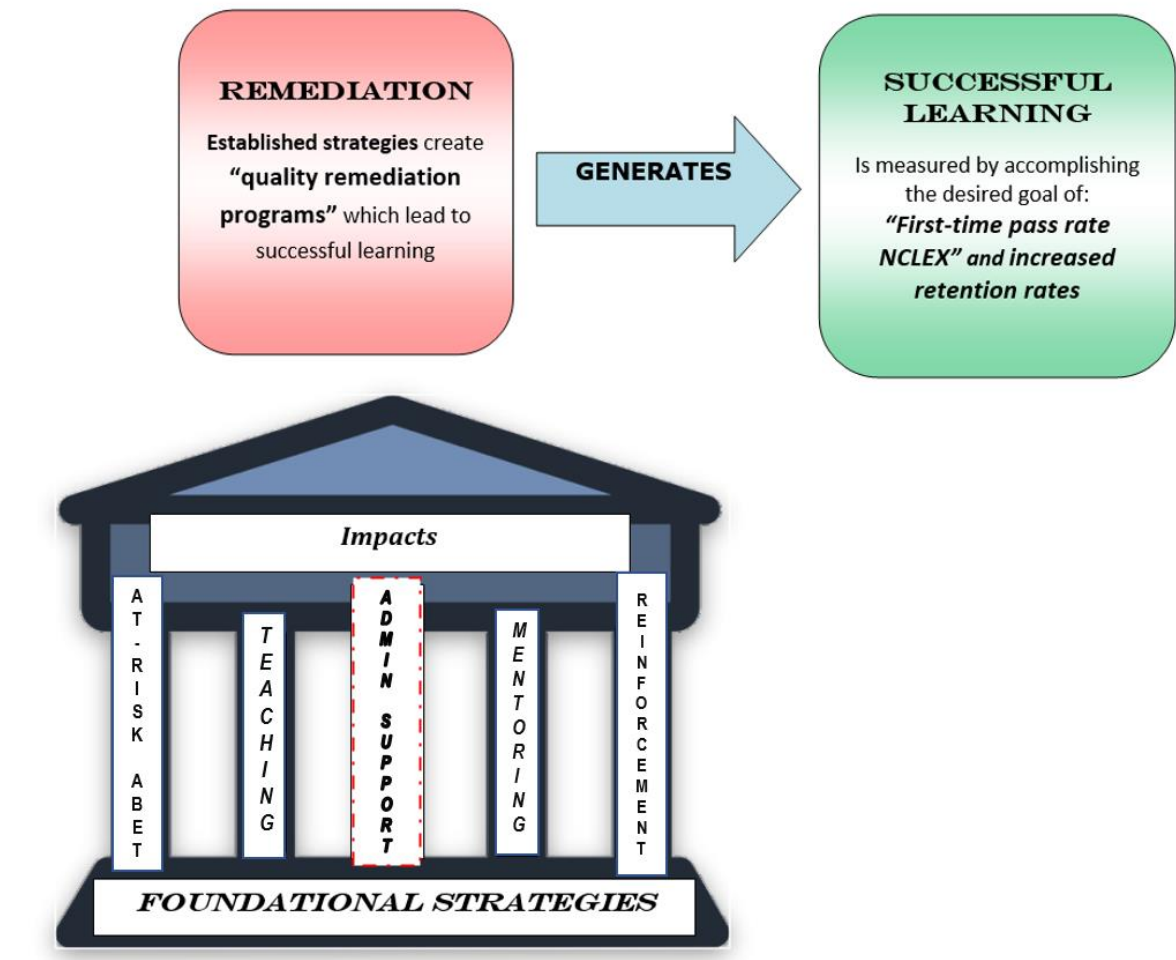 REMEDIATION
Established strategies create
“quality remediation
programs” which lead to
successful learning
GENERATES
SUCCESSFUL
LEARNING
Is measured by accomplishing
the desired goal of:
“First-time pass rate
NCLEX” and increased
retention rates
Impacts
AT-RISK ABET
TEACHING
ADMIN SUPPORT
MENTORING
REINFORCEMENT
FOUNDATIONAL STRATEGIES